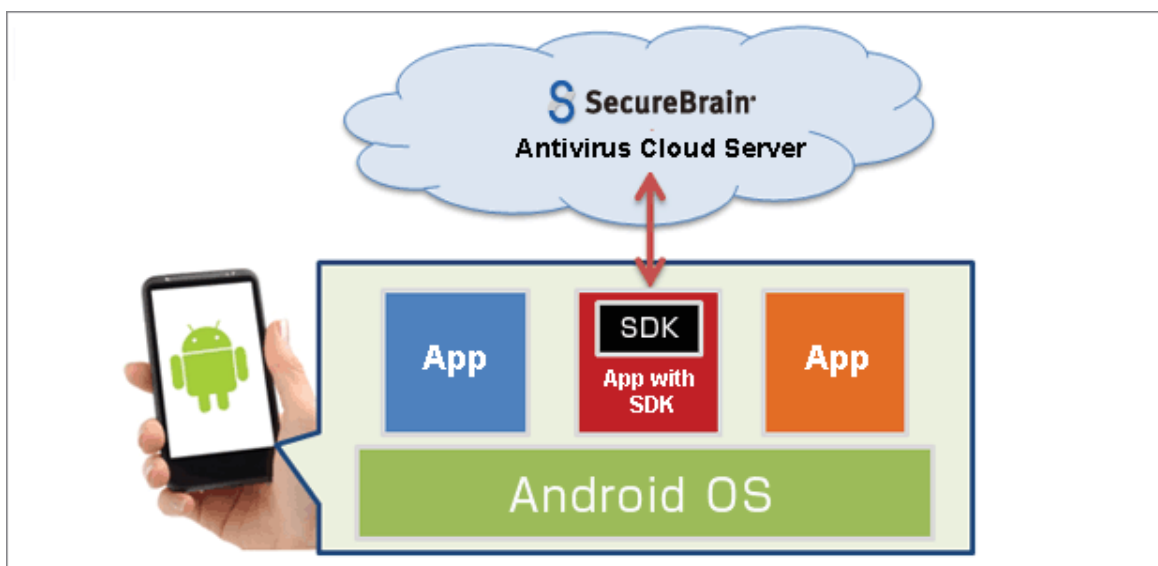 SecureBrain
Antivirus Cloud Server
SDK
App
App with
SDK
App
Android OS